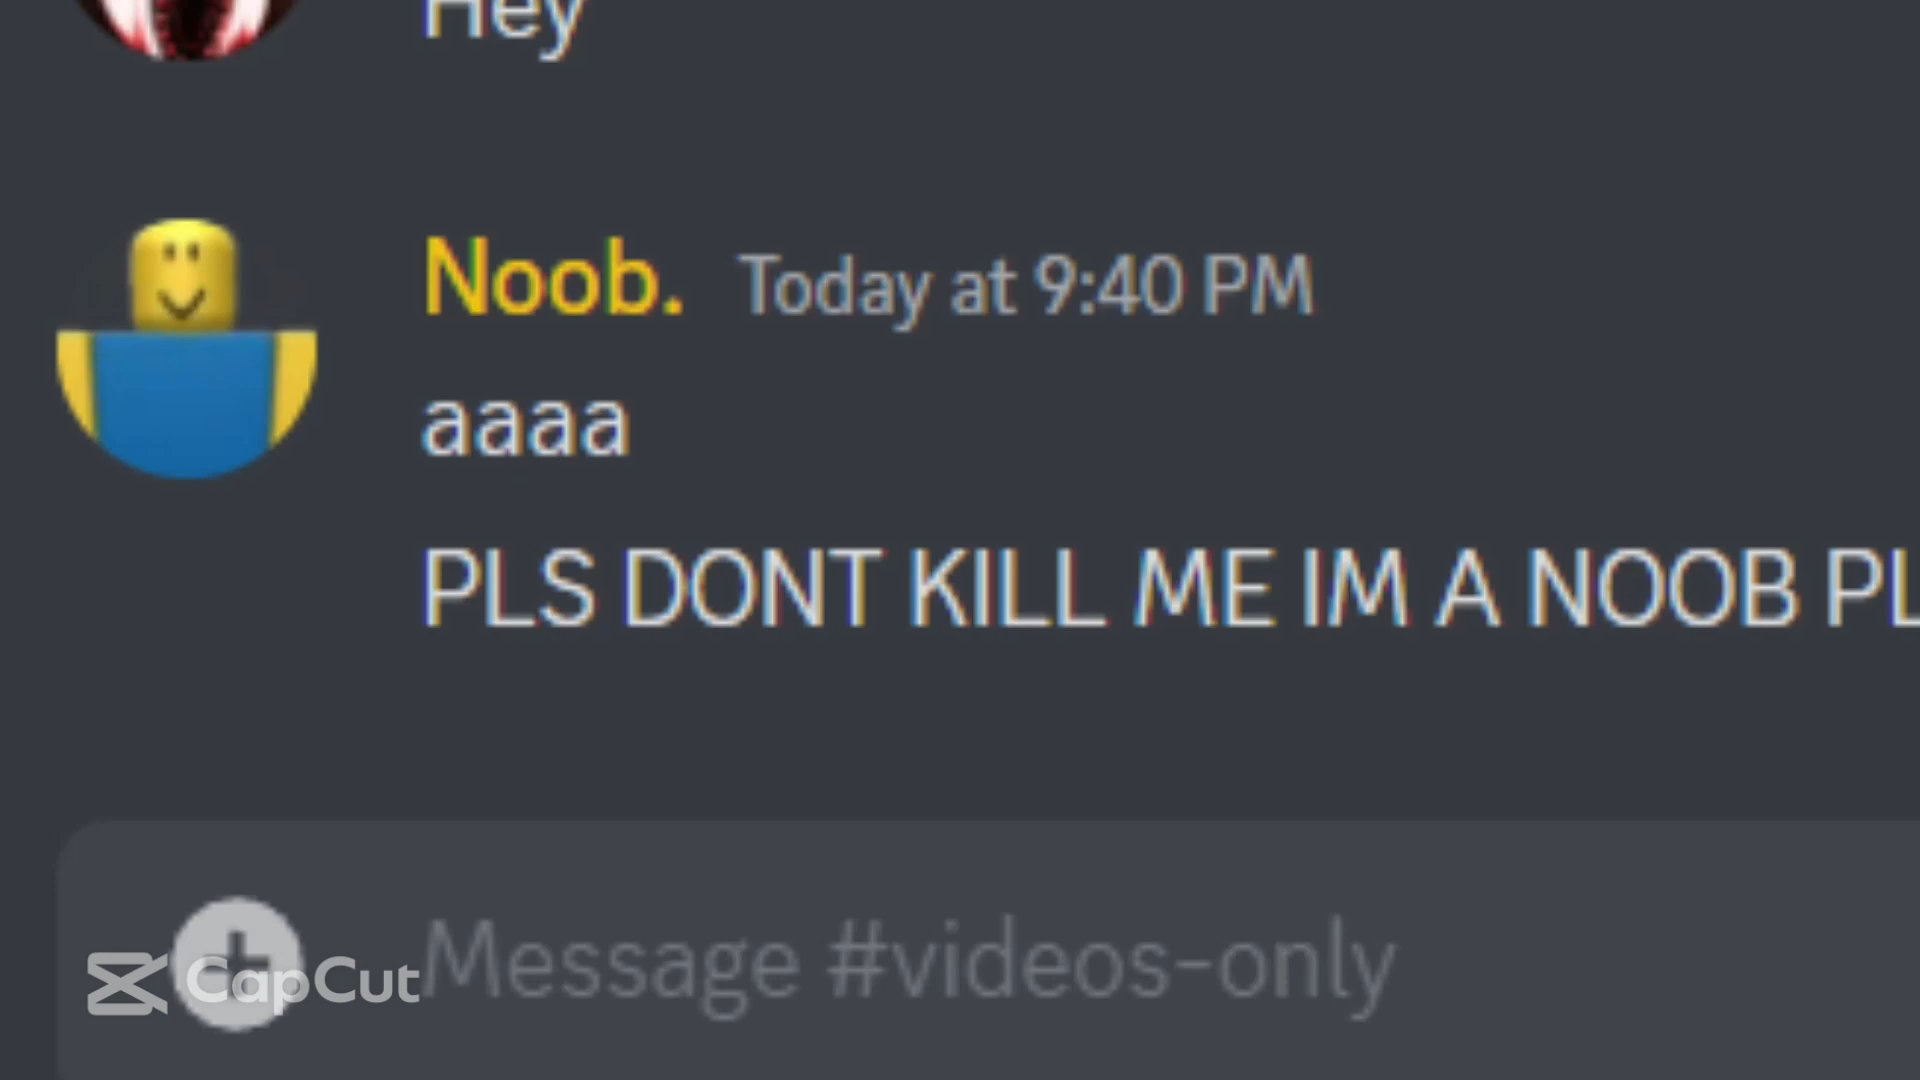 Hey
Noob. Today at 9:40 PM
aaaa
PLS DONT KILL ME IM A NOOB PL
Message #videos-only
CapCut